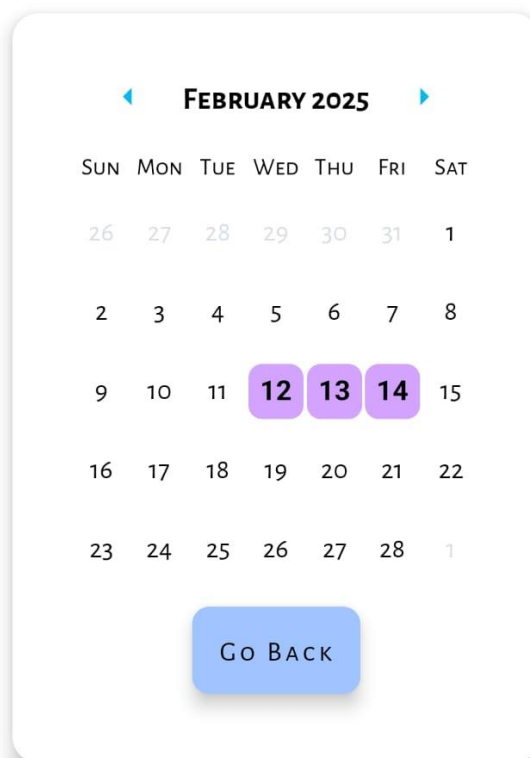 February 2025
Sun Mon Tue Wed Thu Fri Sat
26 27 28 29 30 31 1
2 3 4 5 6 7 8
9 10 11 12 13 14 15
16 17 18 19 20 21 22
23 24 25 26 27 28 1
Go Back